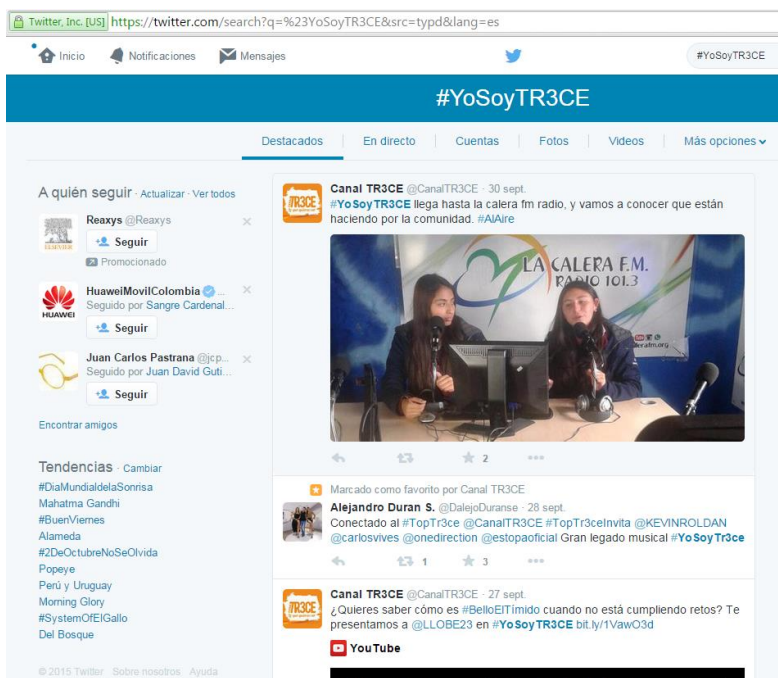 Twitter, Inc. [US] https://twitter.com/search?q=%23YoSoyTR3CE&src=typd&lang=es
Inicio Notificaciones Mensajes #YoSoyTR3CE
#YoSoyTR3CE
Destacados En directo Cuentas Fotos Videos Más opciones
A quién seguir · Actualizar · Ver todos
Reaxys @Reaxys
Seguir
Promocionado
ELSEVIER
HuaweiMovilColombia ...
Seguido por Sangre Cardenal...
HUAWEI
Seguir
Juan Carlos Pastrana @jcp...
Seguido por Juan David Guti...
Seguir
Encontrar amigos
Tendencias · Cambiar
#DiaMundialdelaSonrisa
Mahatma Gandhi
#BuenViernes
Alameda
#2DeOctubreNoSeOlvida
Popeye
Perú y Uruguay
Morning Glory
#SystemOfElGallo
Del Bosque
© 2015 Twitter Sobre nosotros Ayuda
TR3CE
Canal TR3CE @CanalTR3CE · 30 sept.
#YoSoyTR3CE llega hasta la calera fm radio, y vamos a conocer que están
haciendo por la comunidad. #AlAire
LA CALERA F.M.
RADIO 101.3
2
Marcado como favorito por Canal TR3CE
Alejandro Duran S. @DalejoDuranse · 28 sept.
Conectado al #TopTr3ce @CanalTR3CE #TopTr3ceInvita @KEVINROLDAN
@carlosvives @onedirection @estopaoficial Gran legado musical #YoSoyTr3ce
1 3
TR3CE
Canal TR3CE @CanalTR3CE · 27 sept.
¿Quieres saber cómo es #BelloElTímido cuando no está cumpliendo retos? Te
presentamos a @LLOBE23 en #YoSoyTR3CE bit.ly/1VawO3d
YouTube